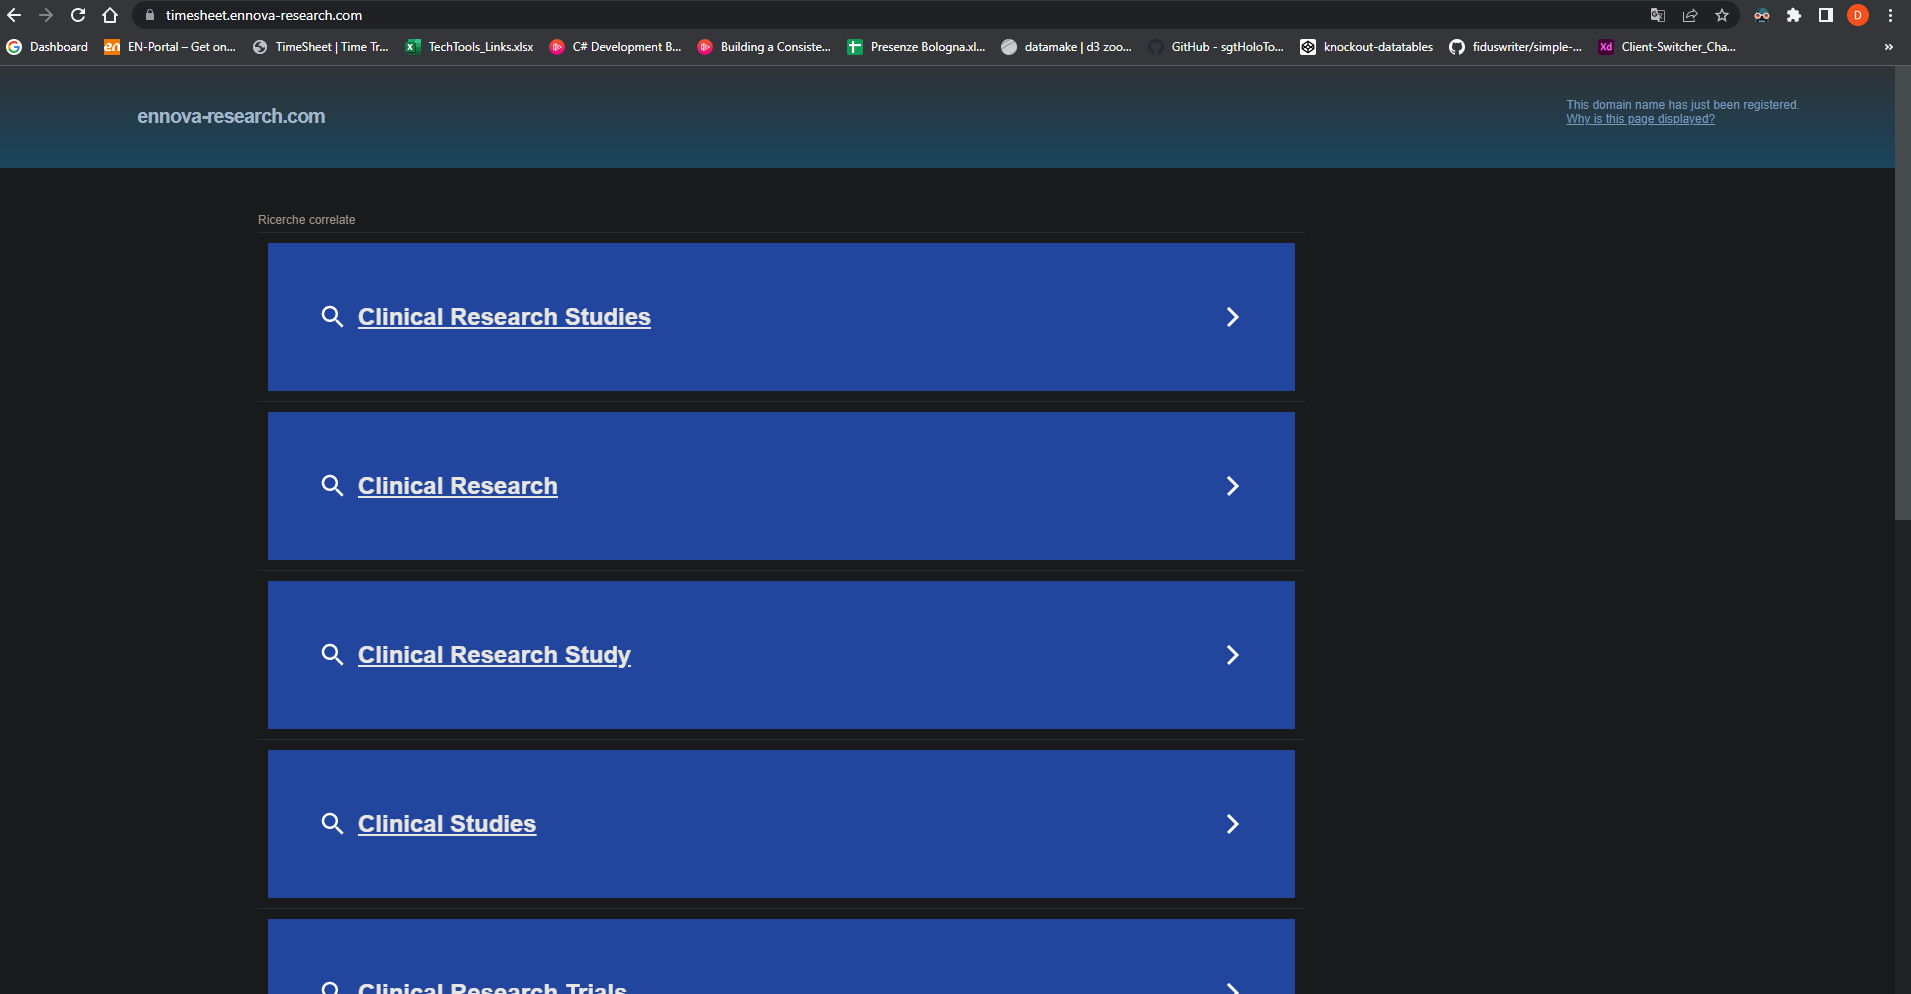 timesheet.ennova-research.com
D
Dashboard
en EN-Portal – Get on...
TimeSheet | Time Tr...
TechTools_Links.xlsx
C# Development B...
Building a Consiste...
Presenze Bologna.xl...
datamake | d3 zoo...
GitHub - sgtHoloTo...
knockout-datatables
fiduswriter/simple-...
Xd Client-Switcher_Cha...
»
ennova-research.com
This domain name has just been registered.
Why is this page displayed?
Ricerche correlate
Clinical Research Studies
Clinical Research
Clinical Research Study
Clinical Studies
Clinical Research Trials